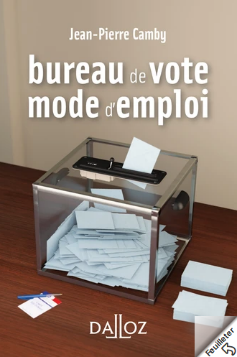 Jean-Pierre Camby
bureau de vote
mode d'emploi
DALLOZ
Feuilleter